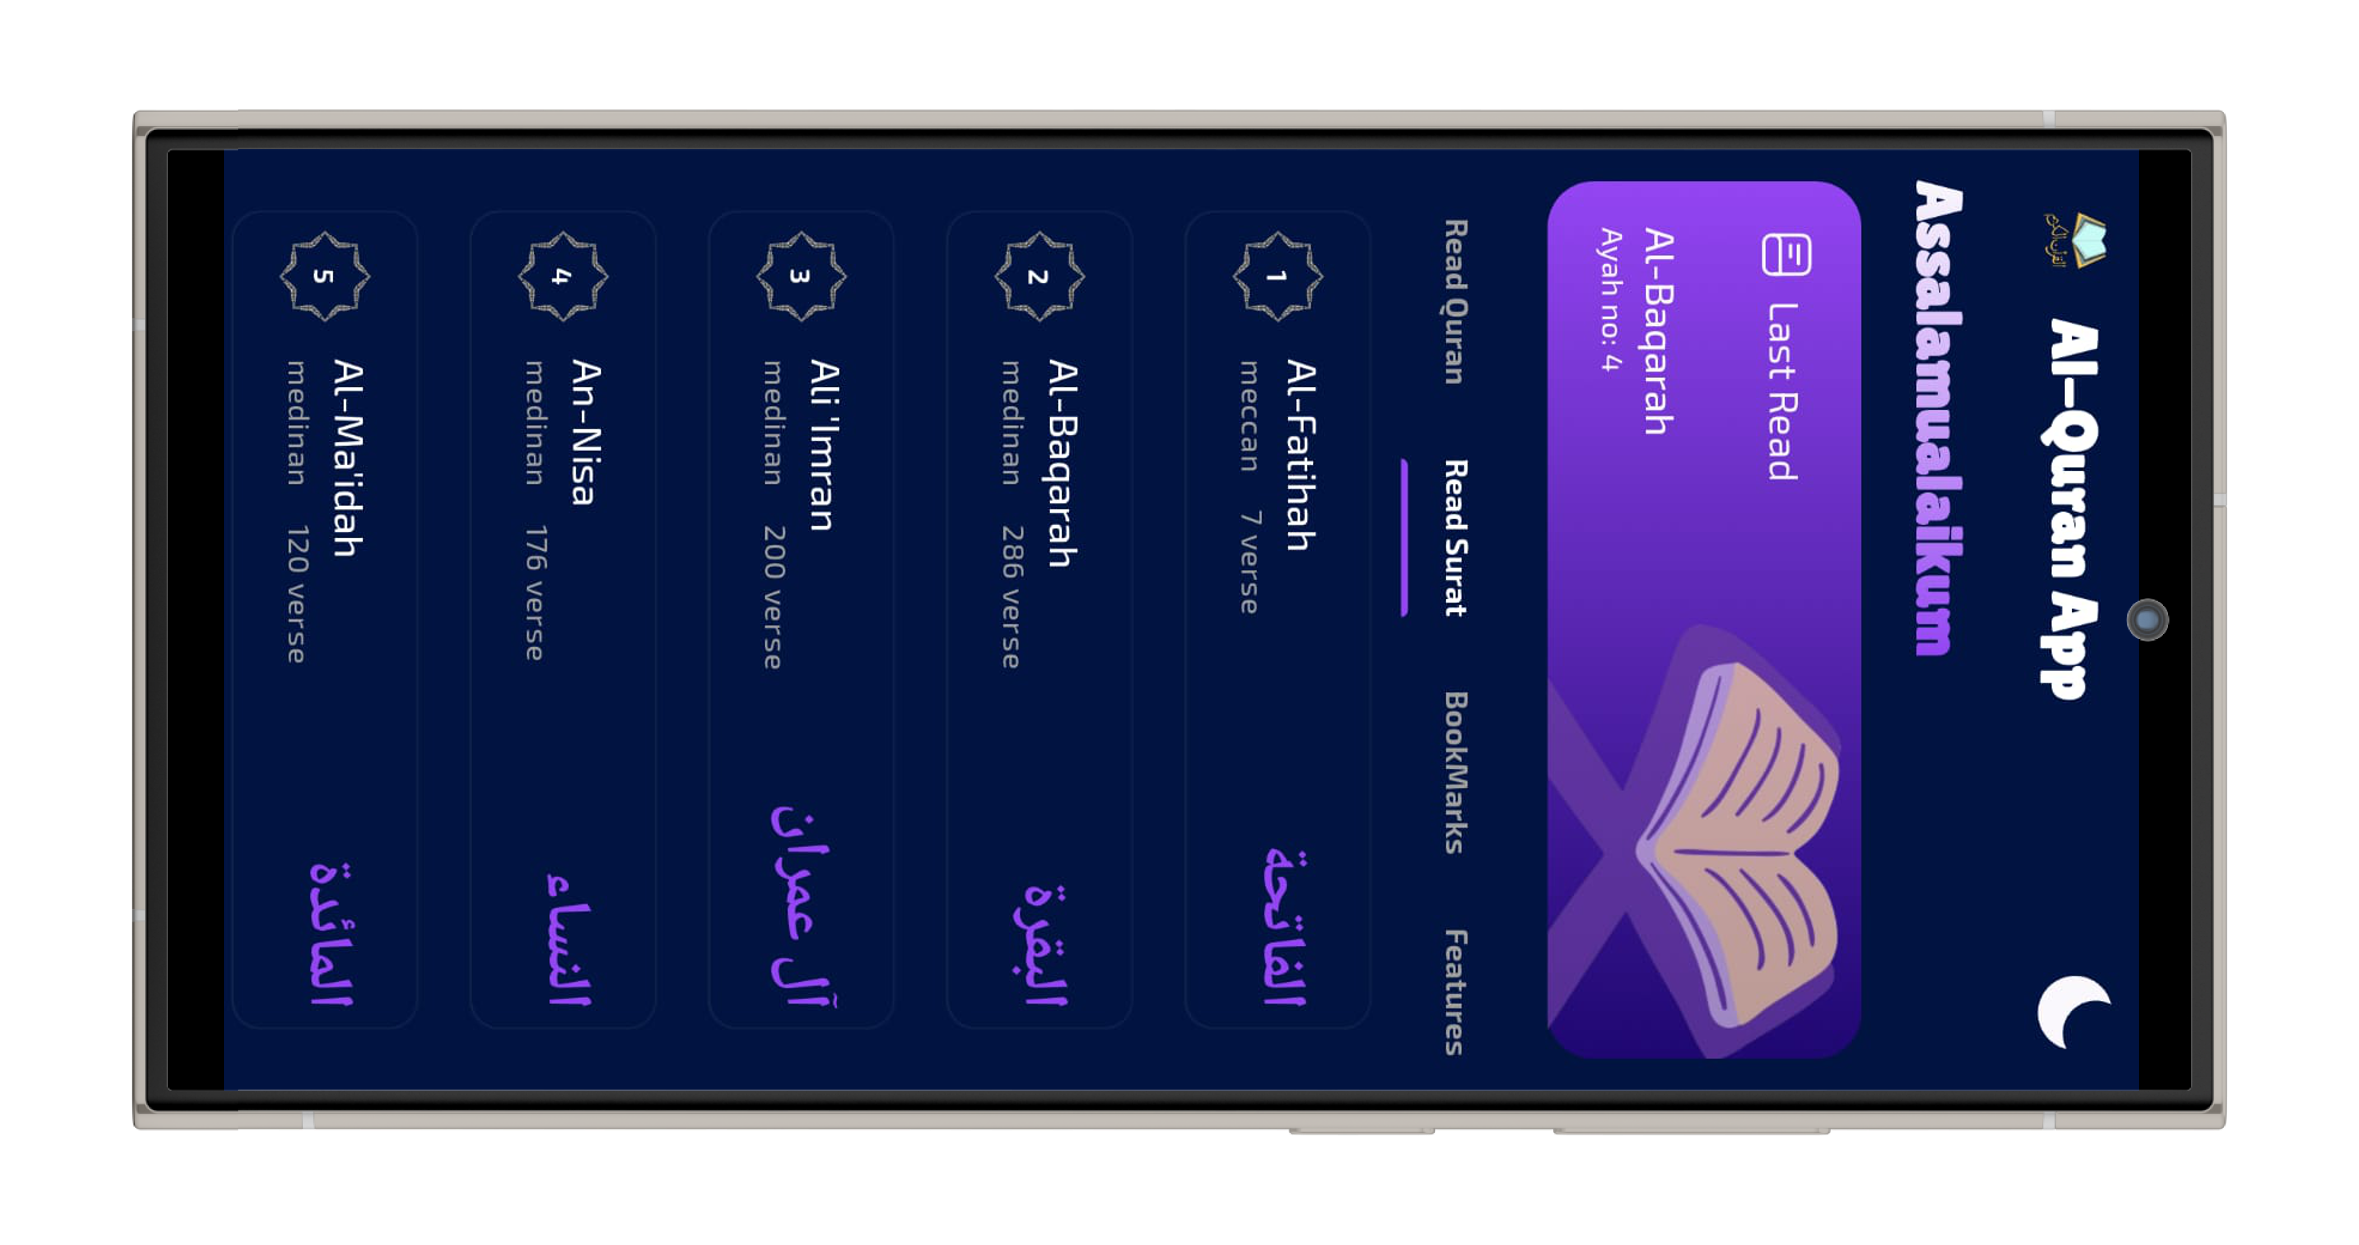 Al-Quran App
Assalamualaikum
Last Read
Al-Baqarah
Ayah no: 4
Read Quran Read Surat BookMarks Features
1
Al-Fatihah
meccan 7 verse
الفاتحة
2
Al-Baqarah
medinan 286 verse
البقرة
3
Ali 'Imran
medinan 200 verse
آل عمران
4
An-Nisa
medinan 176 verse
النساء
5
Al-Ma'idah
medinan 120 verse
المائدة